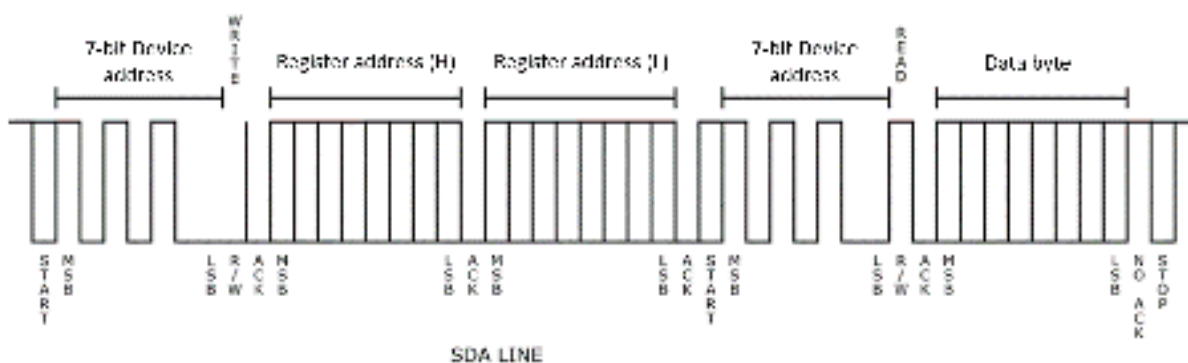 7-bit Device address
WRITE
Register address (H)
Register address (L)
7-bit Device address
READ
Data byte
START
MSB
LSB
R/W
ACK
MSB
LSB
ACK
MSB
LSB
ACK
START
MSB
LSB
R/W
ACK
MSB
LSB
NO ACK
STOP
SDA LINE